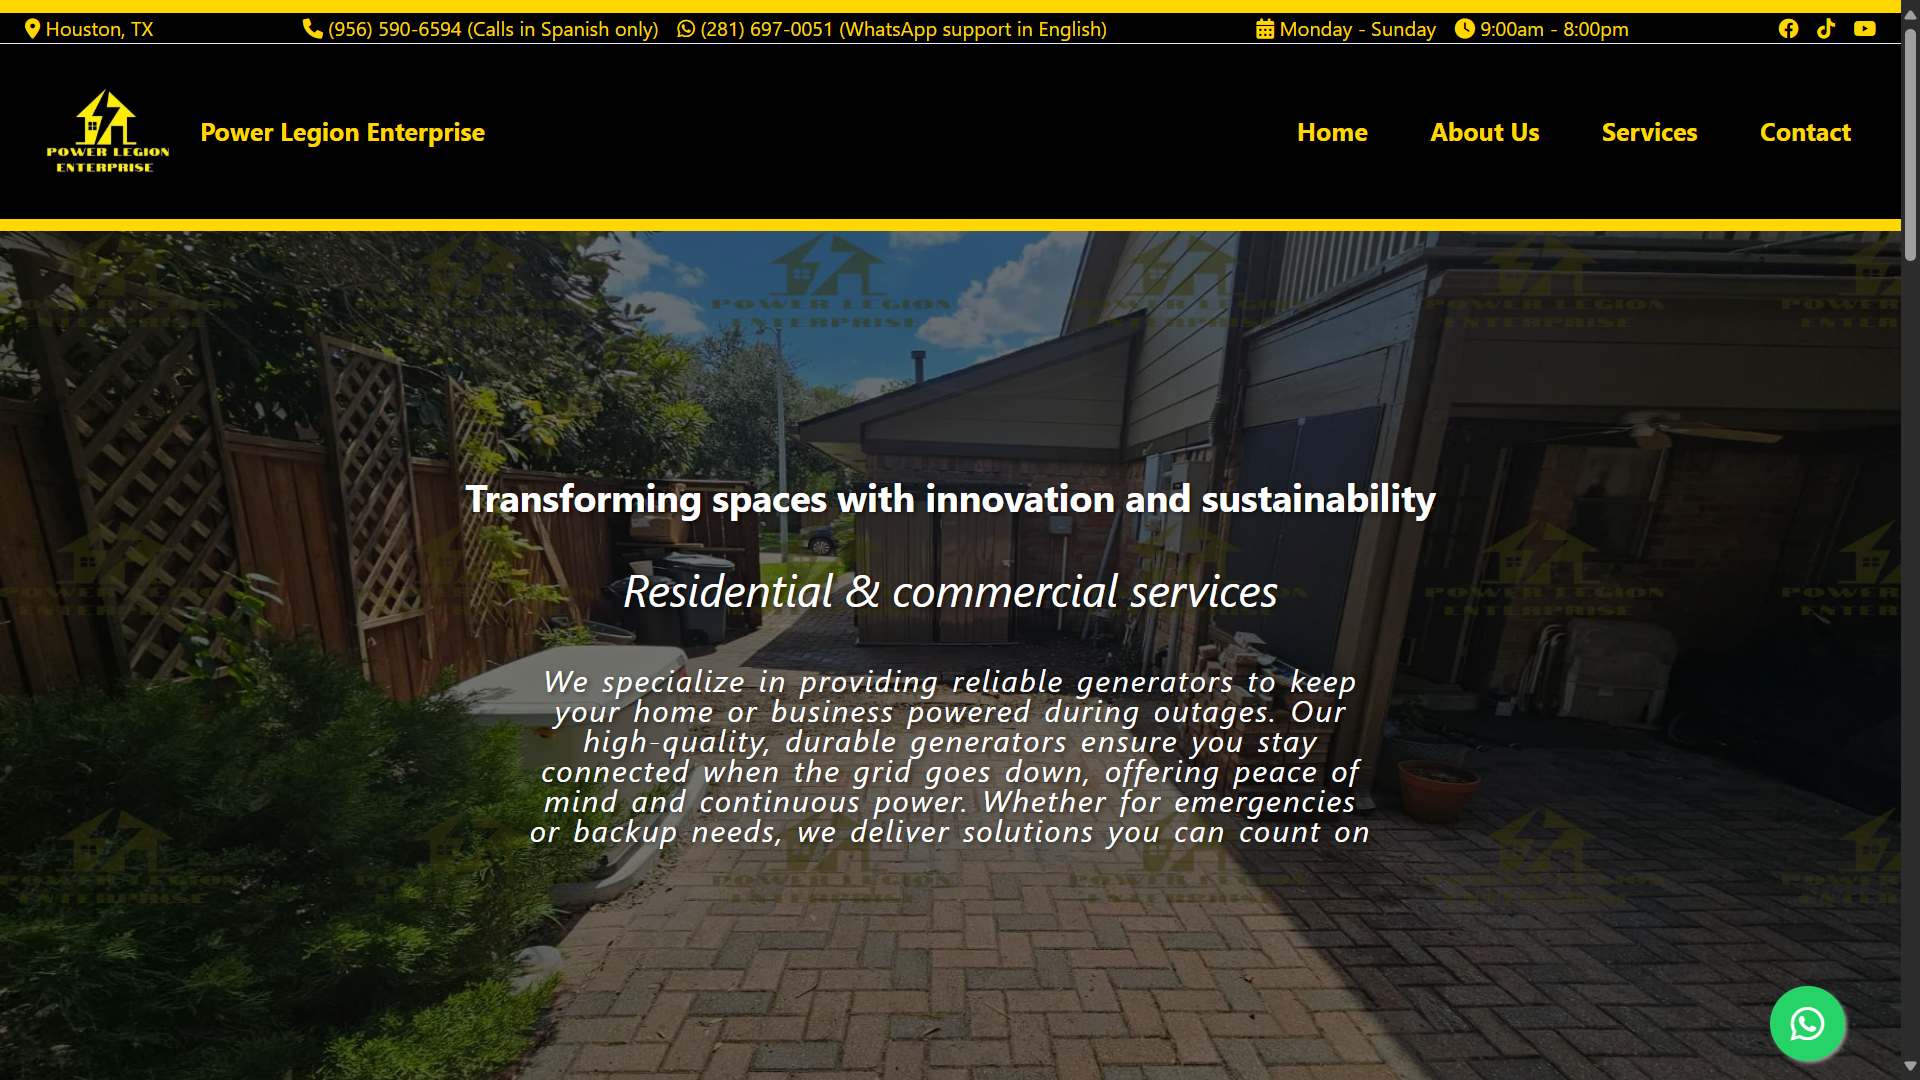 Houston, TX
(956) 590-6594 (Calls in Spanish only)
(281) 697-0051 (WhatsApp support in English)
Monday - Sunday
9:00am - 8:00pm
POWER LEGION
ENTERPRISE
Power Legion Enterprise
Home
About Us
Services
Contact
Transforming spaces with innovation and sustainability
Residential & commercial services
We specialize in providing reliable generators to keep
your home or business powered during outages. Our
high-quality, durable generators ensure you stay
connected when the grid goes down, offering peace of
mind and continuous power. Whether for emergencies
or backup needs, we deliver solutions you can count on